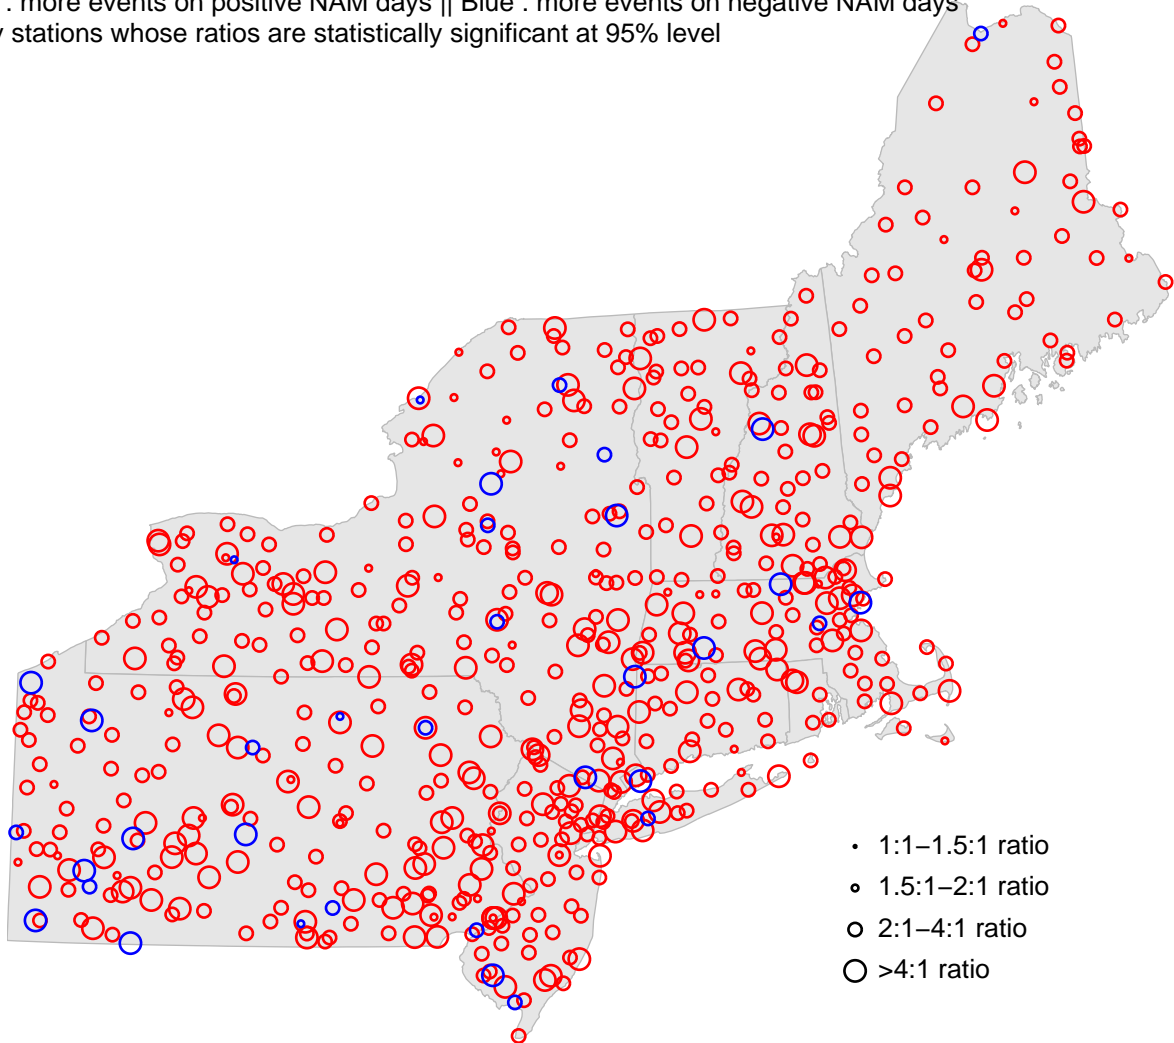 : more events on positive NAM days || Blue : more events on negative NAM days
stations whose ratios are statistically significant at 95% level
1:1−1.5:1 ratio
1.5:1−2:1 ratio
2:1−4:1 ratio
>4:1 ratio